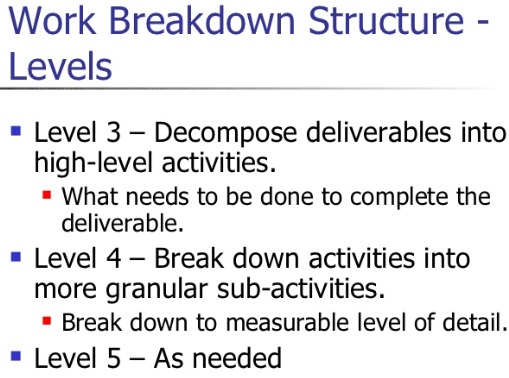 Work Breakdown Structure -
Levels
Level 3 – Decompose deliverables into
high-level activities.
What needs to be done to complete the
deliverable.
Level 4 – Break down activities into
more granular sub-activities.
Break down to measurable level of detail.
Level 5 – As needed